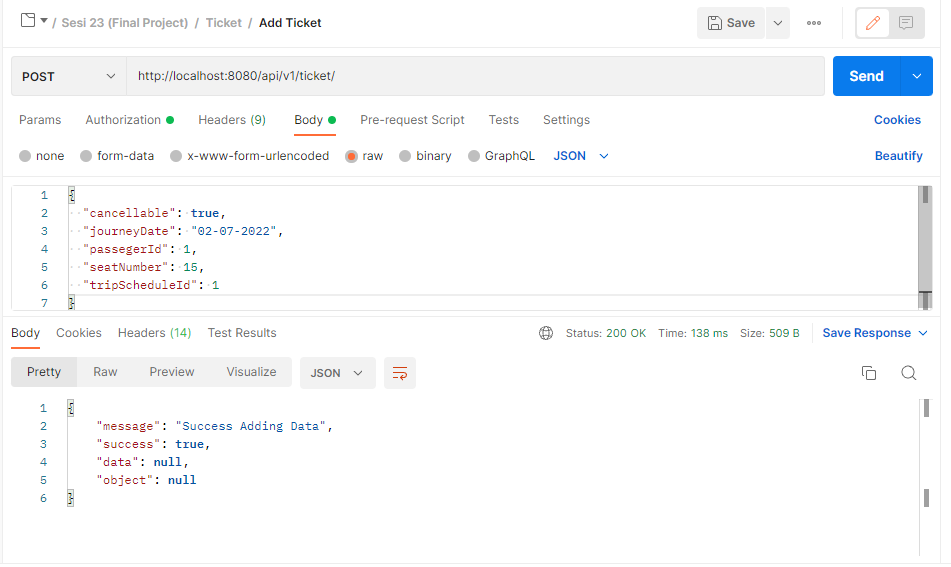 / Sesi 23 (Final Project) / Ticket / Add Ticket
Save
POST
http://localhost:8080/api/v1/ticket/
Send
Params Authorization Headers (9) Body Pre-request Script Tests Settings Cookies
none form-data x-www-form-urlencoded raw binary GraphQL JSON Beautify
1 {
2 "cancellable": true,
3 "journeyDate": "02-07-2022",
4 "passegerId": 1,
5 "seatNumber": 15,
6 "tripScheduleId": 1
7 }
Body Cookies Headers (14) Test Results Status: 200 OK Time: 138 ms Size: 509 B Save Response
Pretty Raw Preview Visualize JSON
1 {
2 "message": "Success Adding Data",
3 "success": true,
4 "data": null,
5 "object": null
6 }